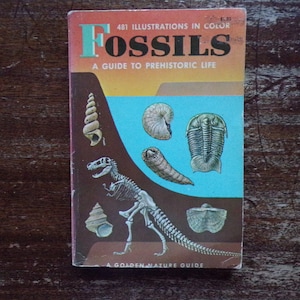 481 ILLUSTRATIONS IN COLOR
FOSSILS
A GUIDE TO PREHISTORIC LIFE
A GOLDEN NATURE GUIDE